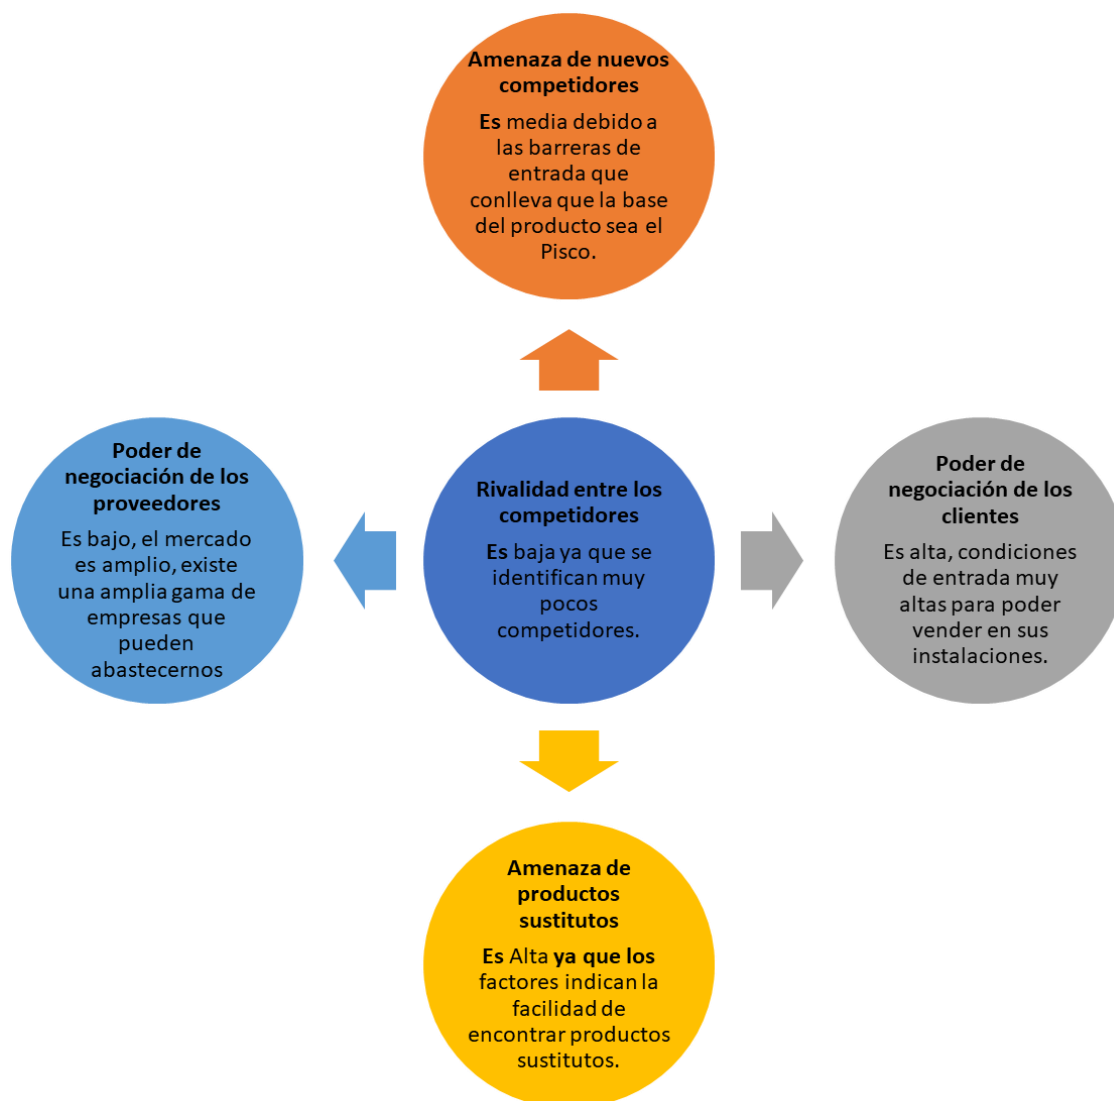 Amenaza de nuevos
competidores
Es media debido a
las barreras de
entrada que
conlleva que la base
del producto sea el
Pisco.
Poder de
negociación de los
proveedores
Es bajo, el mercado
es amplio, existe
una amplia gama de
empresas que
pueden
abastecernos
Rivalidad entre los
competidores
Es baja ya que se
identifican muy
pocos
competidores.
Poder de
negociación de los
clientes
Es alta, condiciones
de entrada muy
altas para poder
vender en sus
instalaciones.
Amenaza de
productos
sustitutos
Es Alta ya que los
factores indican la
facilidad de
encontrar productos
sustitutos.